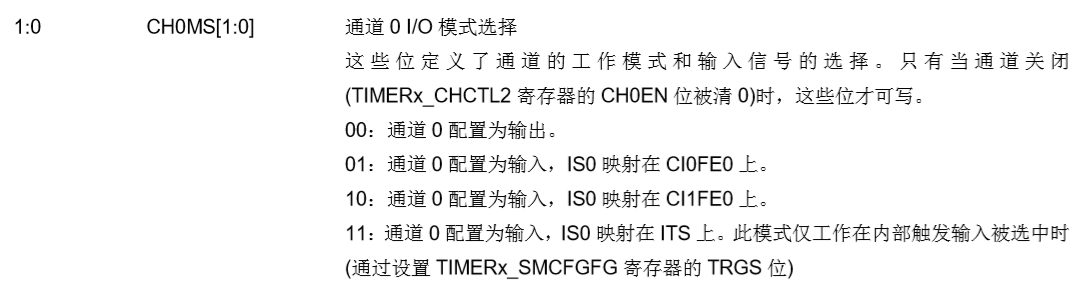 1:0 CH0MS[1:0] 通道 0 I/O 模式选择
这些位定义了通道的工作模式和输入信号的选择。只有当通道关闭
(TIMERx_CHCTL2 寄存器的 CH0EN 位被清 0)时，这些位才可写。
00：通道 0 配置为输出。
01：通道 0 配置为输入，IS0 映射在 CI0FE0 上。
10：通道 0 配置为输入，IS0 映射在 CI1FE0 上。
11：通道 0 配置为输入，IS0 映射在 ITS 上。此模式仅工作在内部触发输入被选中时
(通过设置 TIMERx_SMCFGFG 寄存器的 TRGS 位)